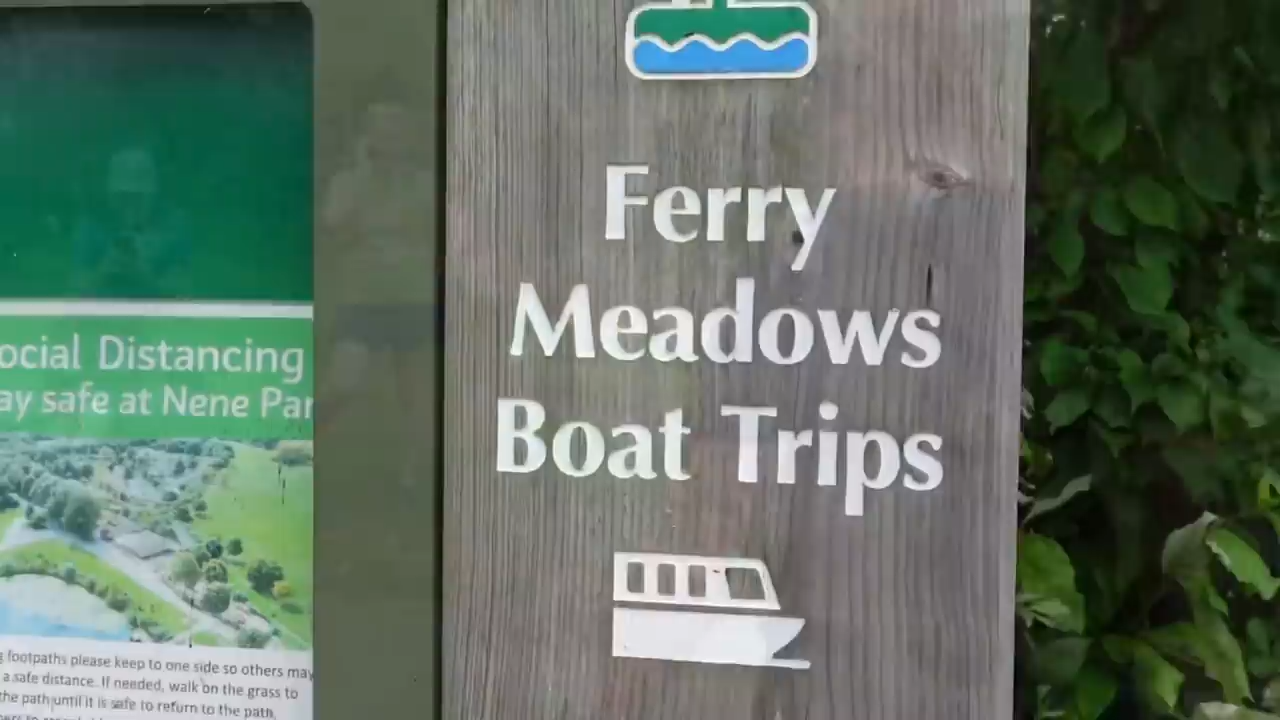 ocial Distancing
ay safe at Nene Par
footpaths please keep to one side so others may
a safe distance. If needed, walk on the grass to
the path until it is safe to return to the path.
Ferry
Meadows
Boat Trips